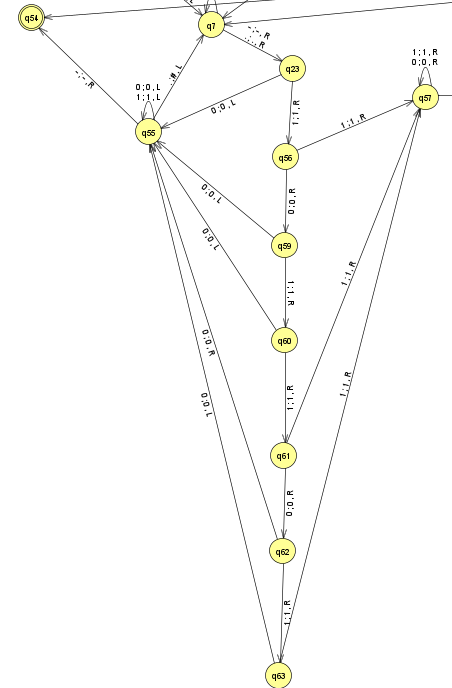 q54
q7
-;-,R
-;-,R
q23
1;1,R
0;0,R
q57
-;-,R
;#,L
0;0,L
1;1,L
q55
0;0,L
1;1,R
1;1,R
q56
0;0,L
0;0,R
q59
0;0,L
1;1,R
1;1,R
q60
0;0,R
1;1,R
1;1,R
0;0,L
q61
0;0,R
q62
1;1,R
q63